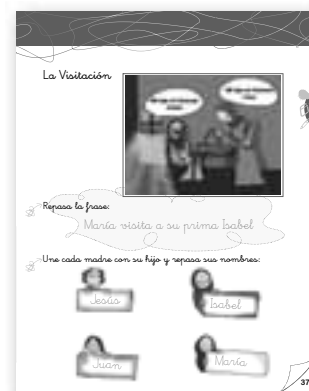 La Visitación
Repasa la frase:
María visita a su prima Isabel
Une cada madre con su hijo y repasa sus nombres:
Jesús
Isabel
Juan
María
37